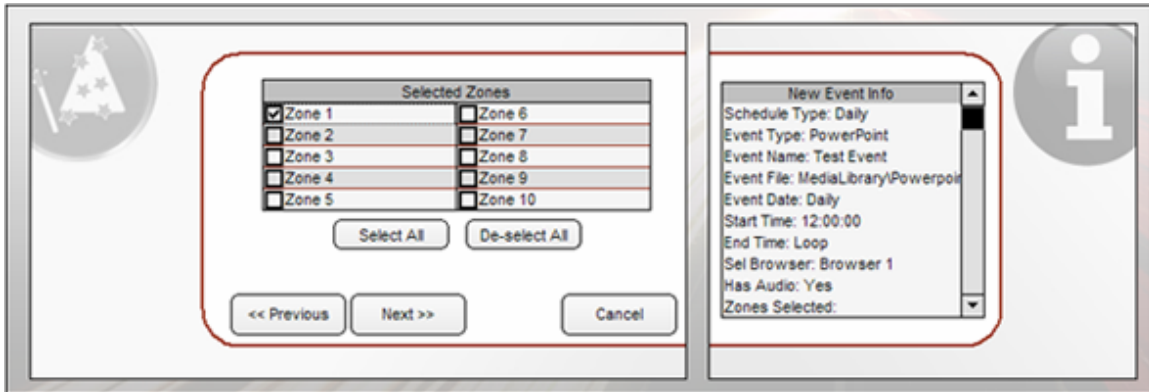 Selected Zones
Zone 1 Zone 6
Zone 2 Zone 7
Zone 3 Zone 8
Zone 4 Zone 9
Zone 5 Zone 10
Select All De-select All
<< Previous Next >> Cancel
New Event Info
Schedule Type: Daily
Event Type: PowerPoint
Event Name: Test Event
Event File: MediaLibrary\Powerpoin
Event Date: Daily
Start Time: 12:00:00
End Time: Loop
Sel Browser: Browser 1
Has Audio: Yes
Zones Selected: